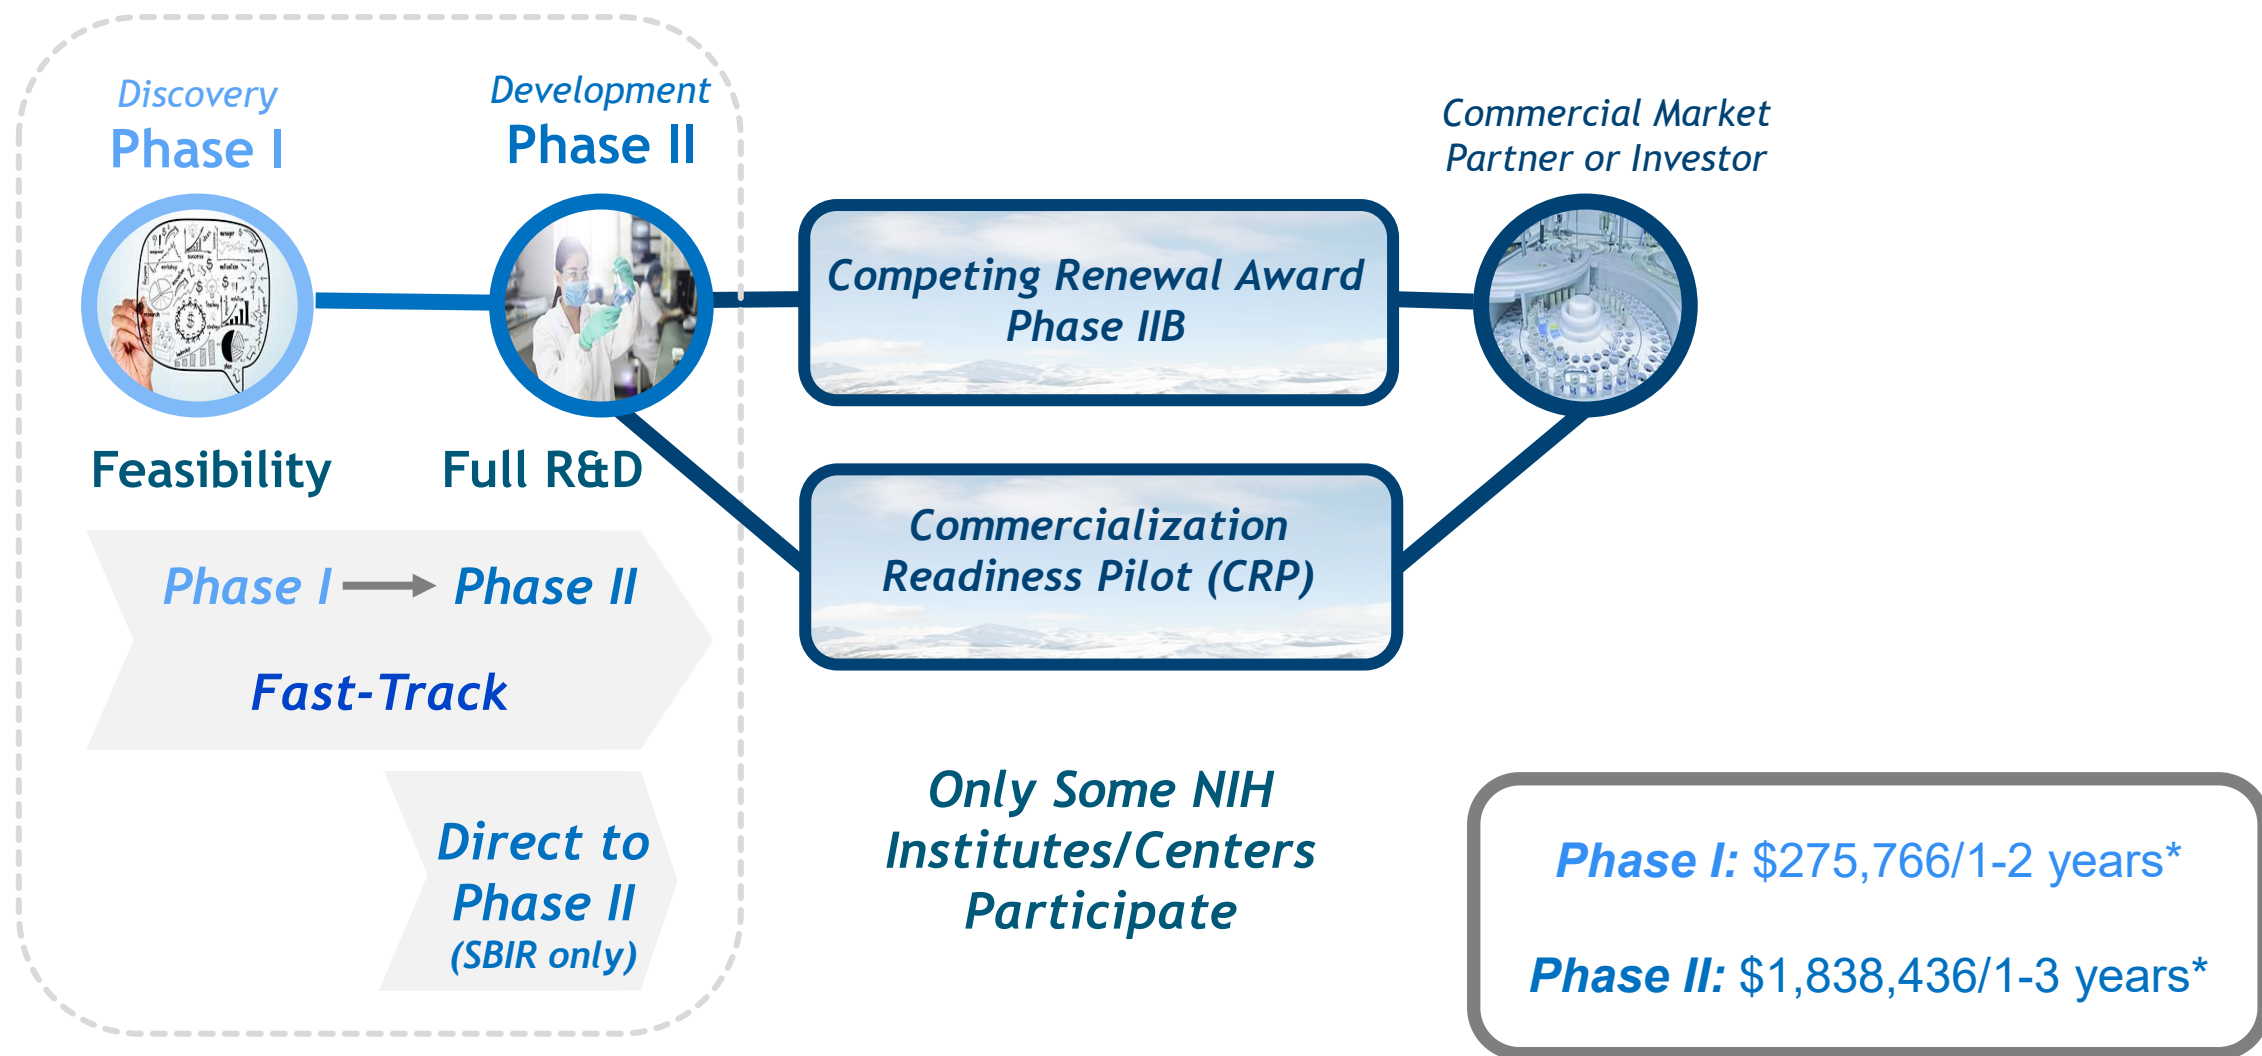 Discovery
Phase I
Development
Phase II
Commercial Market
Partner or Investor
Competing Renewal Award
Phase IIB
Feasibility
Full R&D
Commercialization
Readiness Pilot (CRP)
Phase I
Phase II
Fast-Track
Direct to
Phase II
(SBIR only)
Only Some NIH
Institutes/Centers
Participate
Phase I: $275,766/1-2 years*
Phase II: $1,838,436/1-3 years*